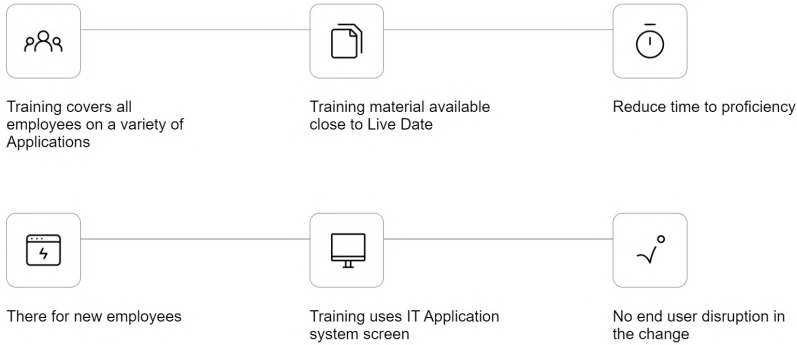 Training covers all
employees on a variety of
Applications
Training material available
close to Live Date
Reduce time to proficiency
There for new employees
Training uses IT Application
system screen
No end user disruption in
the change